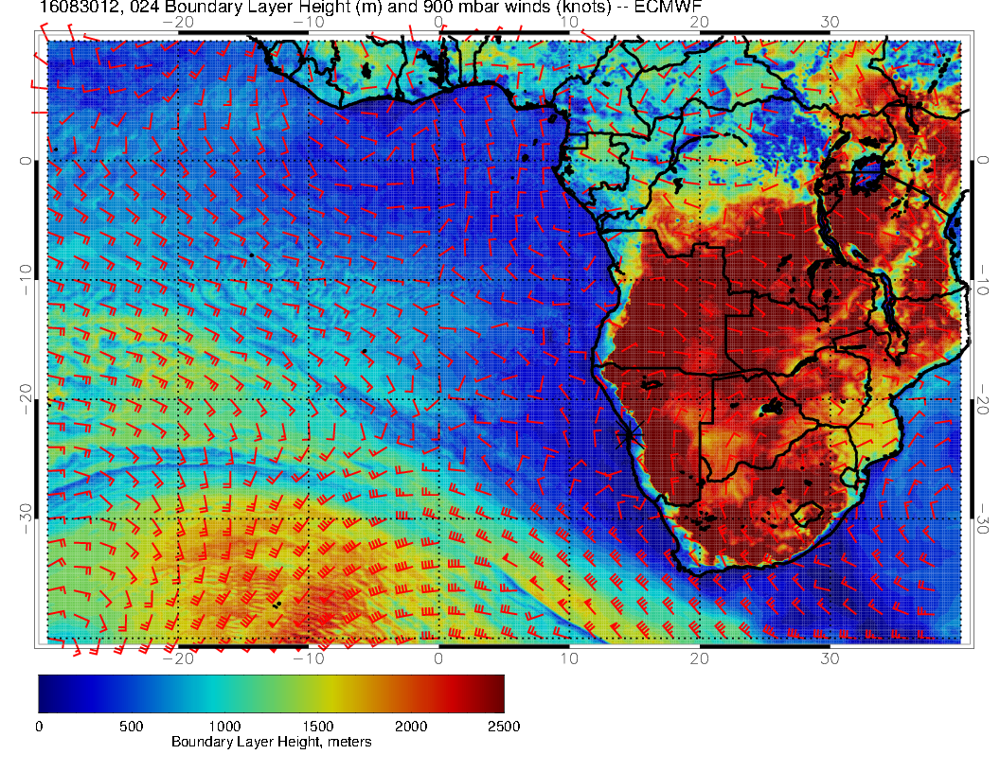 16083012, 024 Boundary Layer Height (m) and 900 mbar winds (knots) -- ECMWF
−20 −10 0 10 20 30
0 0
−10 −10
−20 −20
−30 −30
−20 −10 0 10 20 30
0 500 1000 1500 2000 2500
Boundary Layer Height, meters